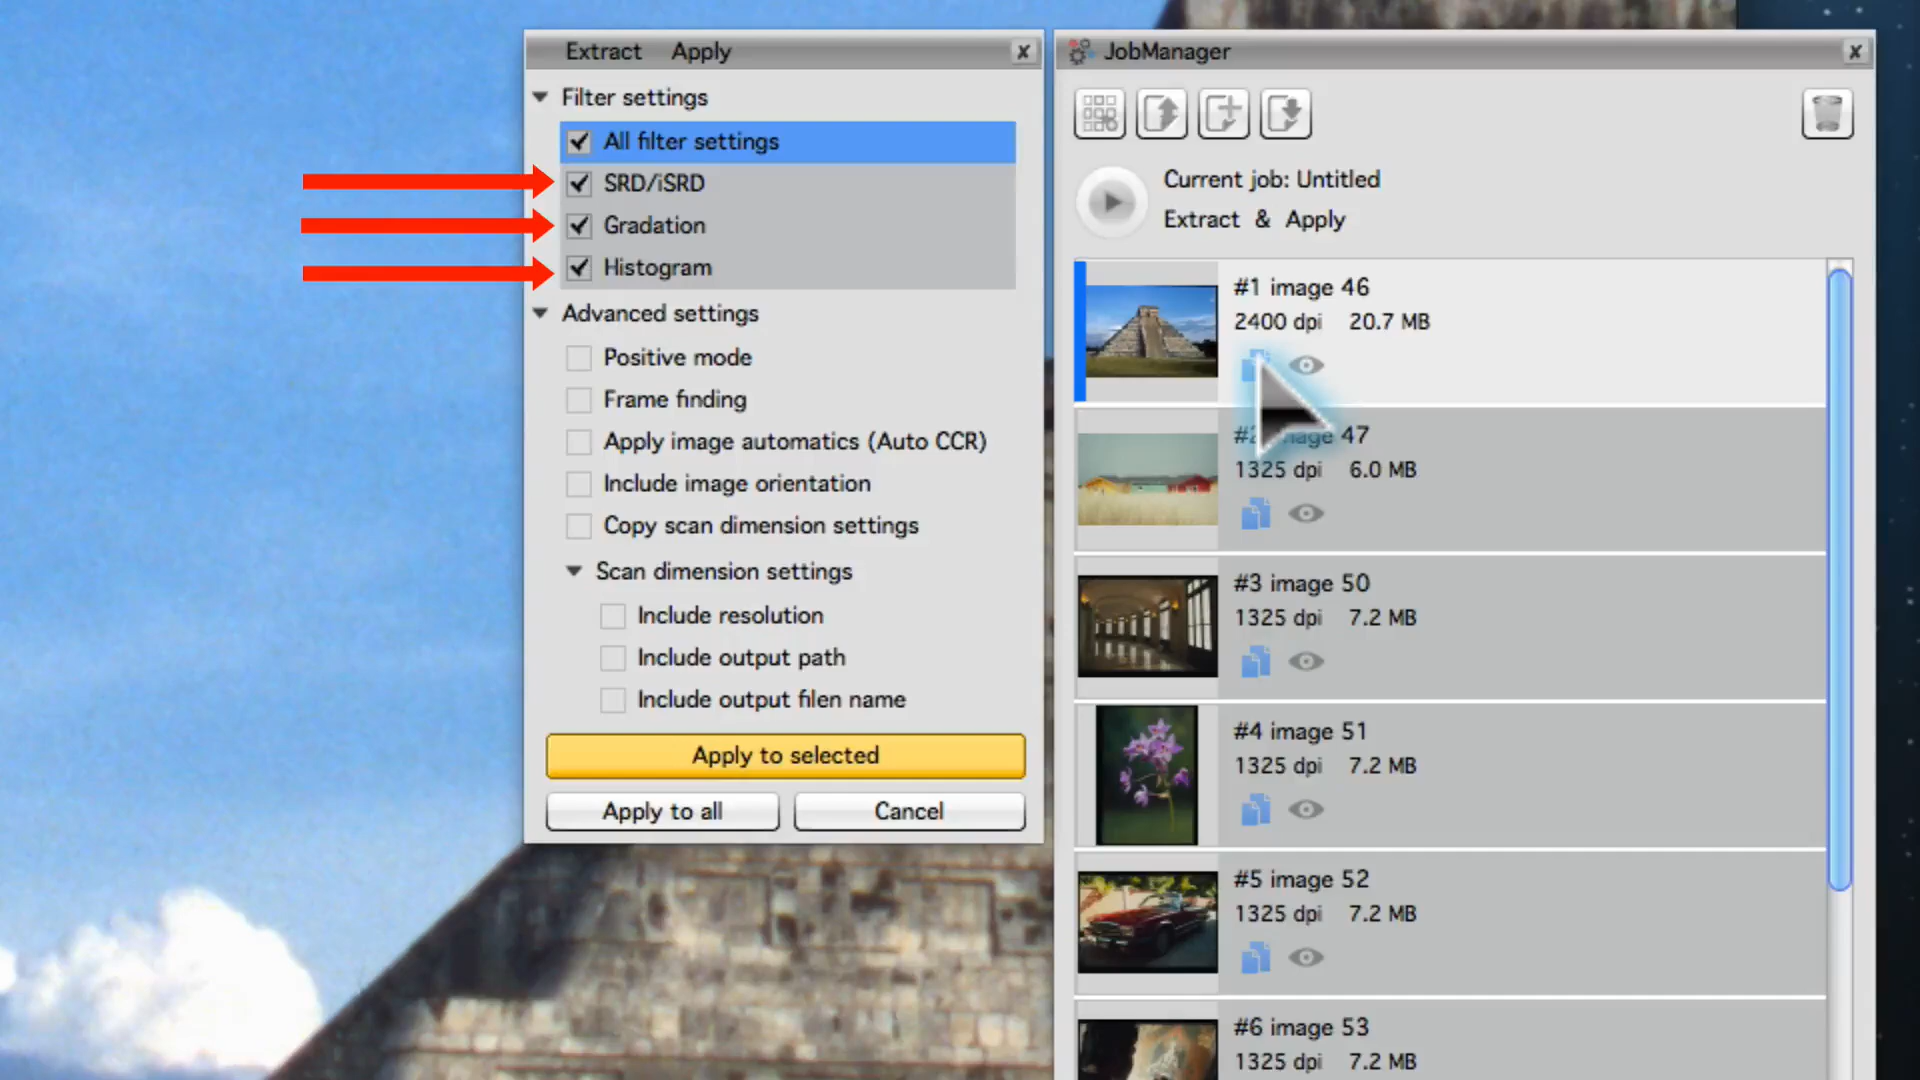 Extract Apply
Filter settings
All filter settings
SRD/iSRD
Gradation
Histogram
Advanced settings
Positive mode
Frame finding
Apply image automatics (Auto CCR)
Include image orientation
Copy scan dimension settings
Scan dimension settings
Include resolution
Include output path
Include output filen name
Apply to selected
Apply to all
Cancel
JobManager
Current job: Untitled
Extract & Apply
#1 image 46
2400 dpi 20.7 MB
#2 image 47
1325 dpi 6.0 MB
#3 image 50
1325 dpi 7.2 MB
#4 image 51
1325 dpi 7.2 MB
#5 image 52
1325 dpi 7.2 MB
#6 image 53
1325 dpi 7.2 MB